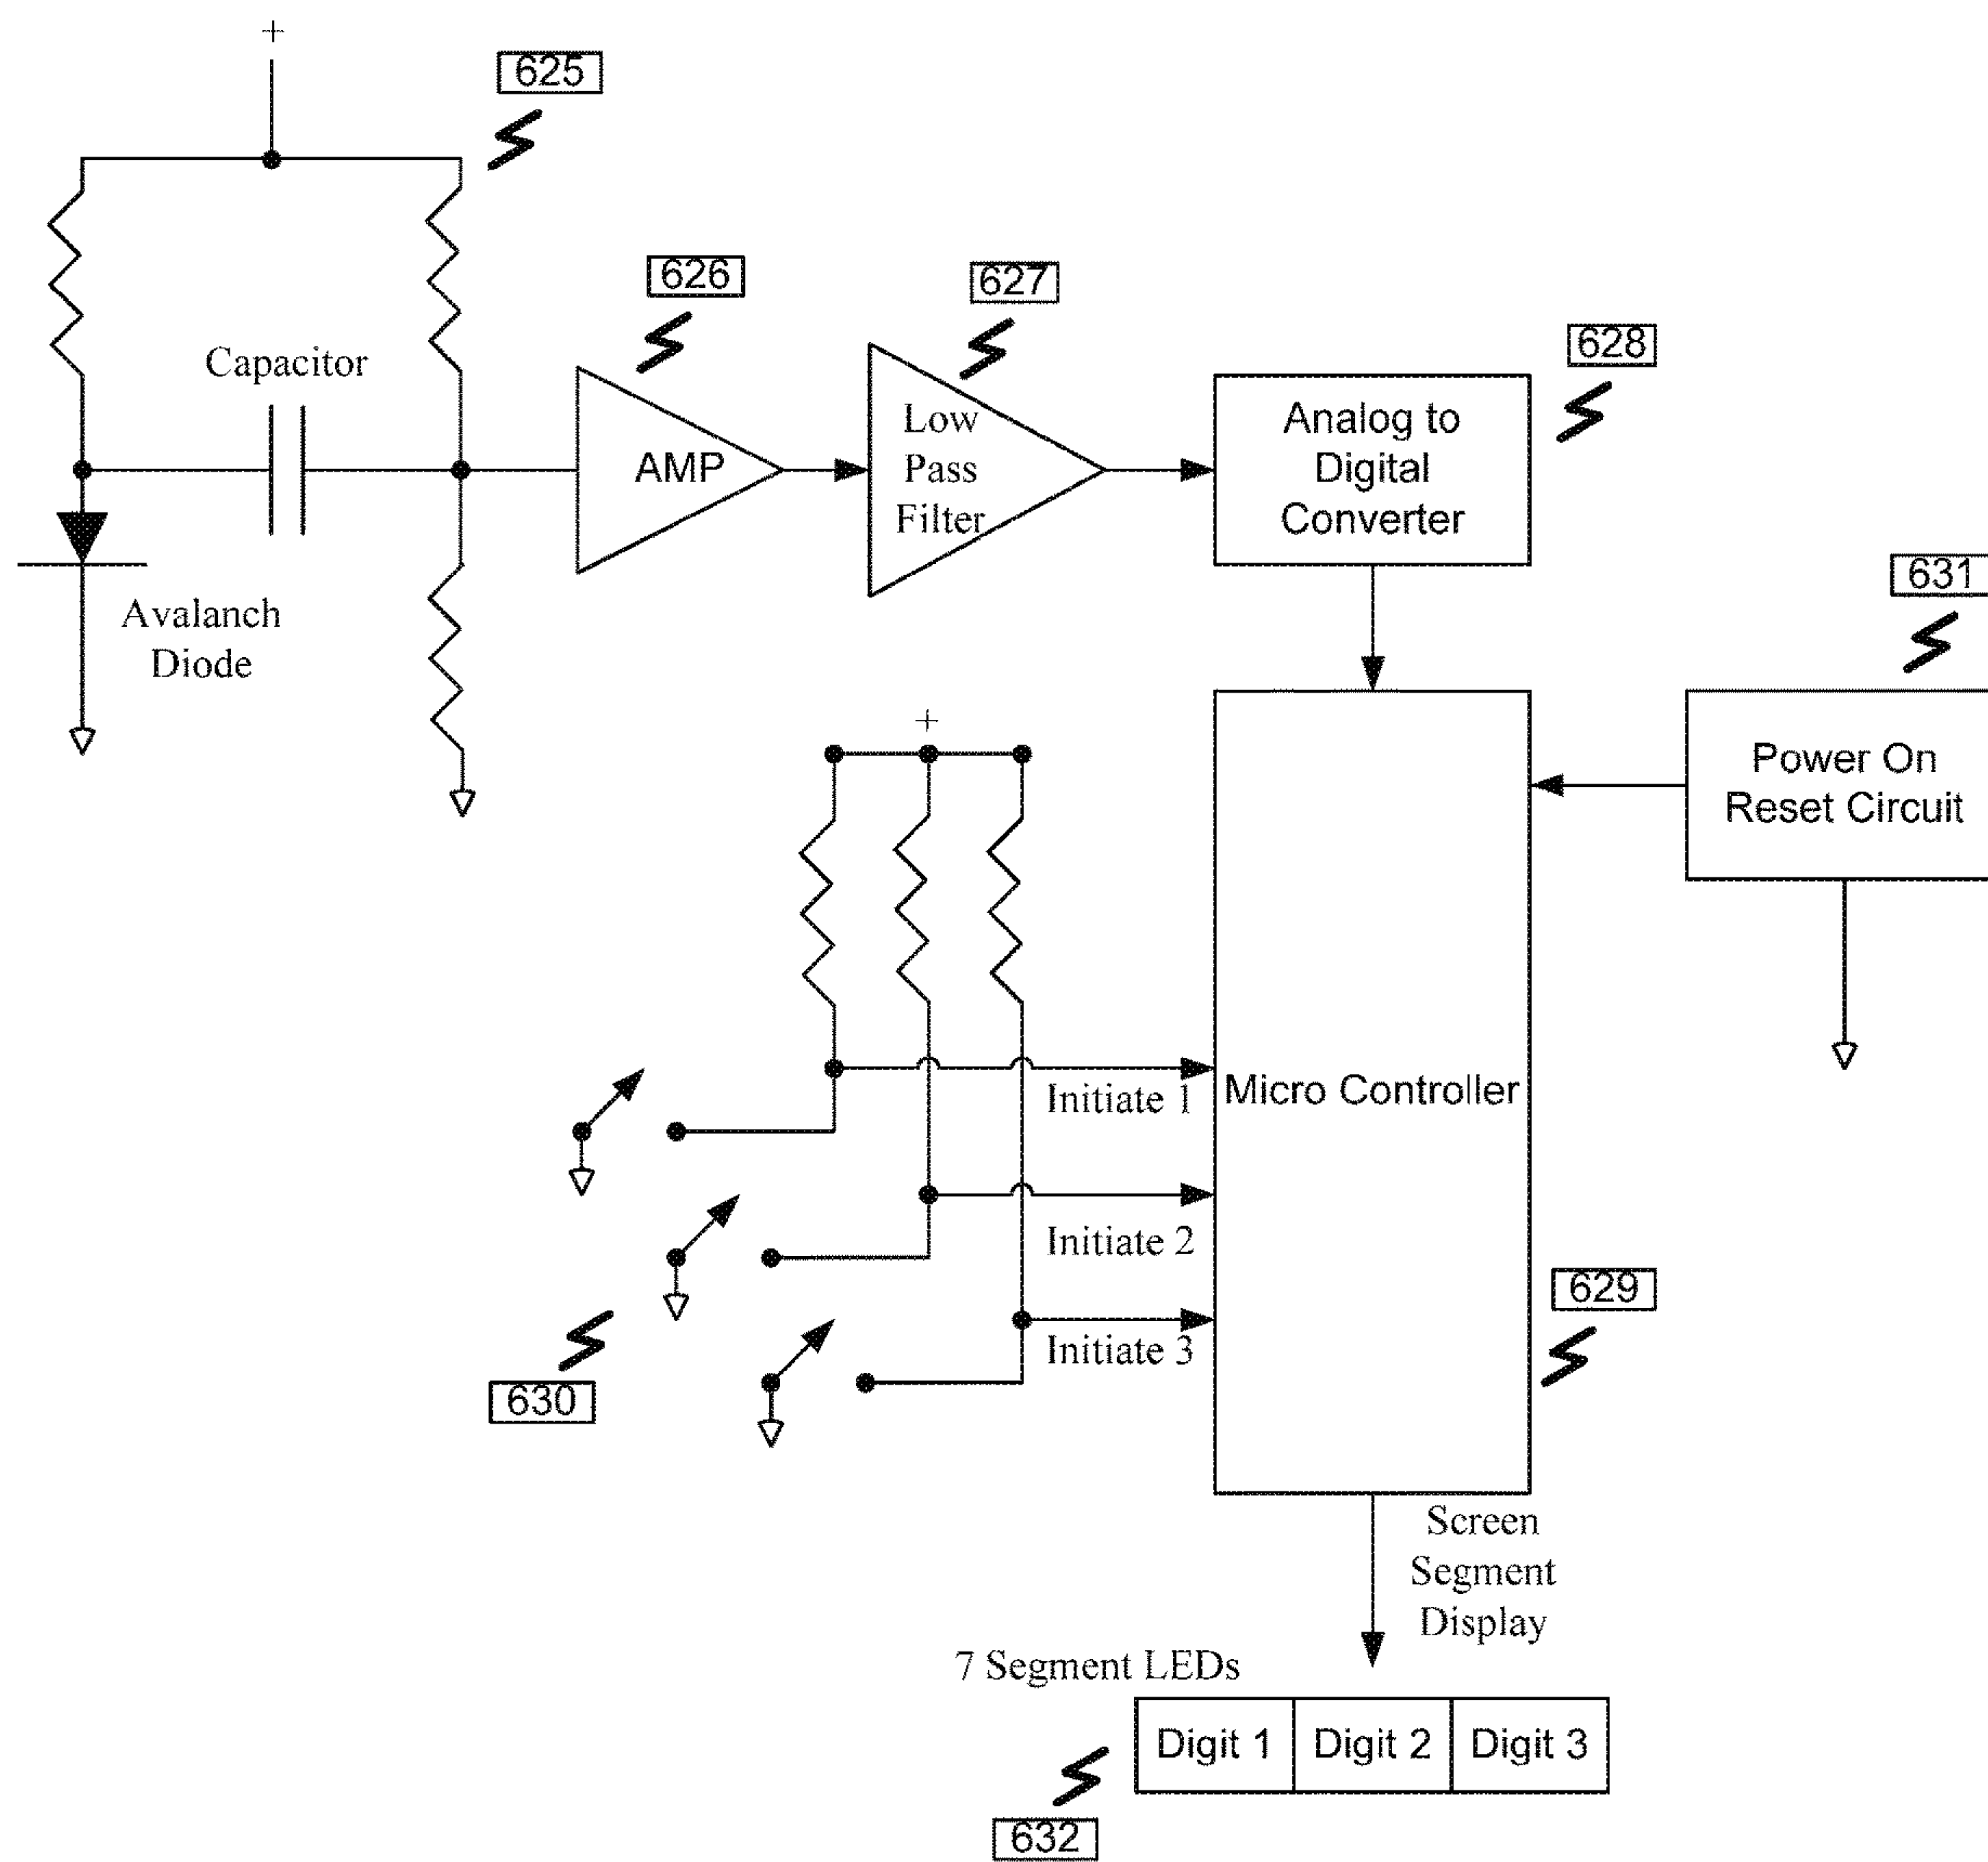 +
625
626
627
628
Capacitor
AMP
Low
Pass
Filter
Analog to
Digital
Converter
631
Avalanch
Diode
+
Power On
Reset Circuit
Initiate 1
Micro Controller
Initiate 2
Initiate 3
629
630
Screen
Segment
Display
7 Segment LEDs
Digit 1 Digit 2 Digit 3
632